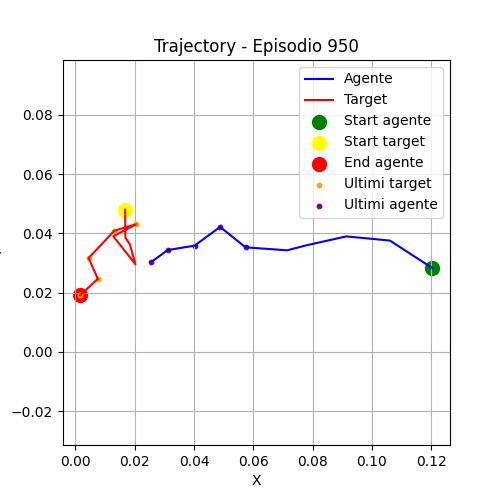 Trajectory - Episodio 950
Agente
Target
Start agente
Start target
End agente
Ultimi target
Ultimi agente
0.08
0.06
0.04
0.02
0.00
−0.02
0.00
0.02
0.04
0.06
0.08
0.10
0.12
X